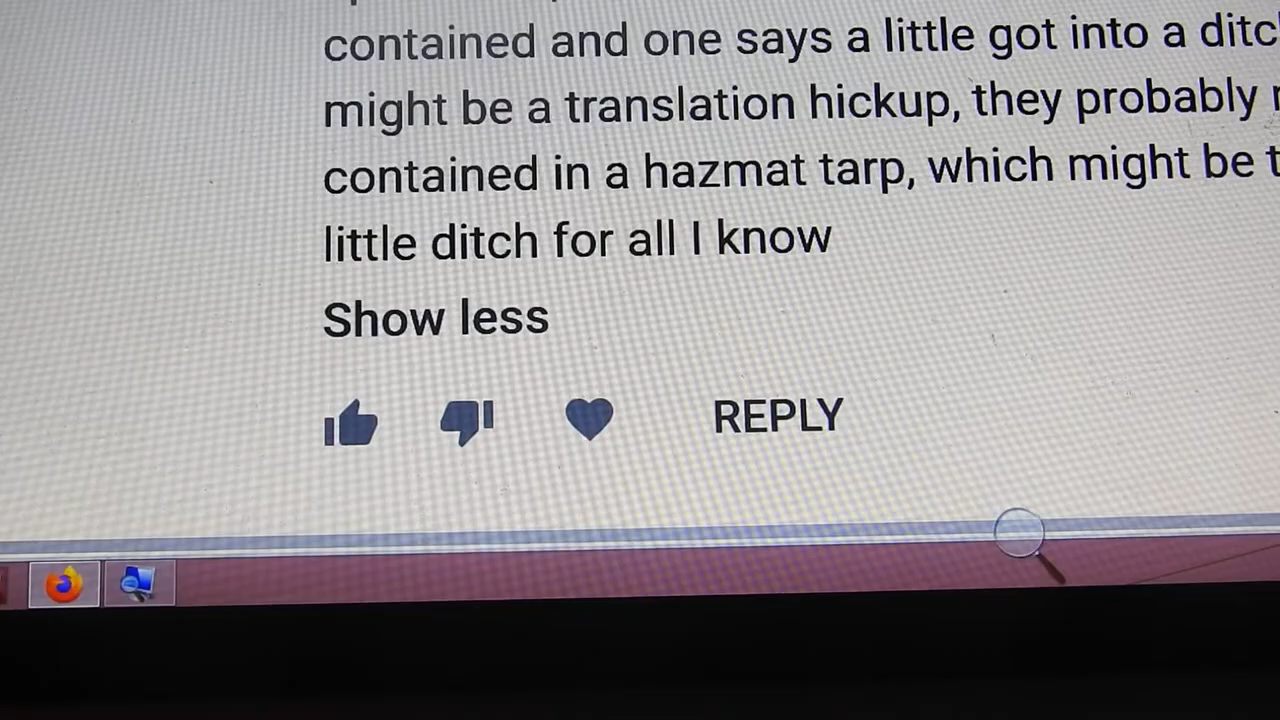 contained and one says a little got into a
might be a translation hickup, they probably
contained in a hazmat tarp, which might be
little ditch for all I know
Show less
REPLY